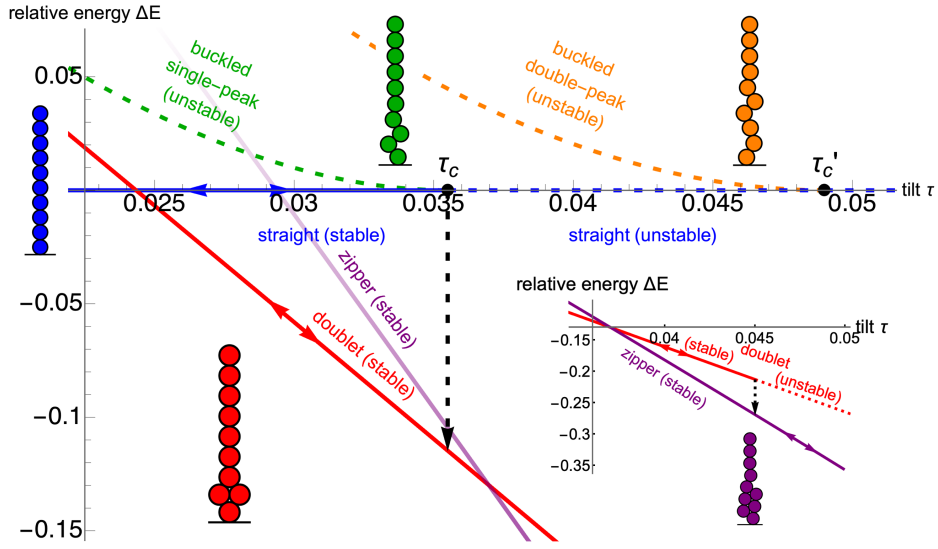 relative energy ΔE
buckled
single−peak
(unstable)
buckled
double−peak
(unstable)
0.05
τc
τc'
tilt τ
0.025
0.03
0.035
0.04
0.045
0.05
straight (stable)
straight (unstable)
zipper (stable)
doublet (stable)
−0.05
−0.1
−0.15
relative energy ΔE
tilt τ
0.04
0.045
0.05
(stable)
doublet
(unstable)
zipper (stable)
-0.15
-0.2
-0.25
-0.3
-0.35